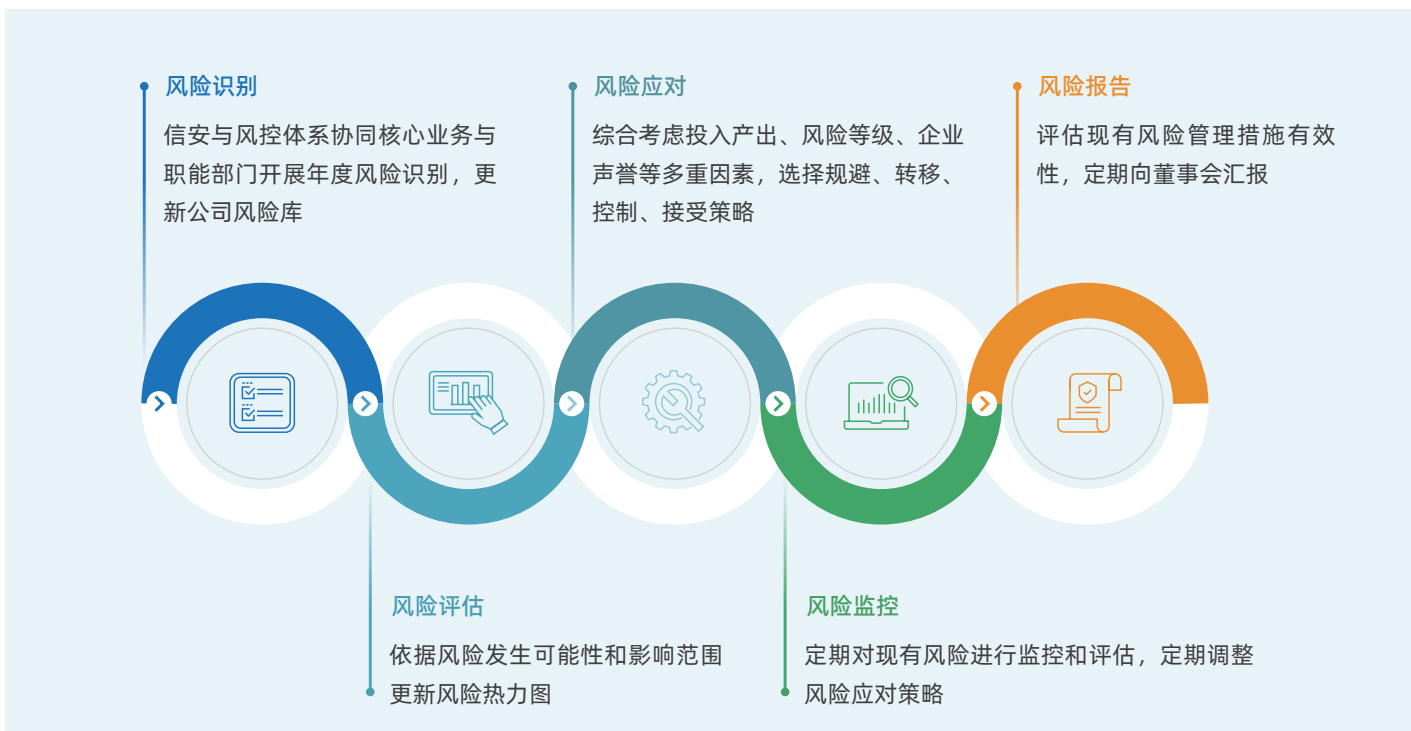 风险识别
信安与风控体系协同核心业务与
职能部门开展年度风险识别，更
新公司风险库
风险应对
综合考虑投入产出、风险等级、企业
声誉等多重因素，选择规避、转移、
控制、接受策略
风险报告
评估现有风险管理措施有效
性，定期向董事会汇报
风险评估
依据风险发生可能性和影响范围
更新风险热力图
风险监控
定期对现有风险进行监控和评估，定期调整
风险应对策略